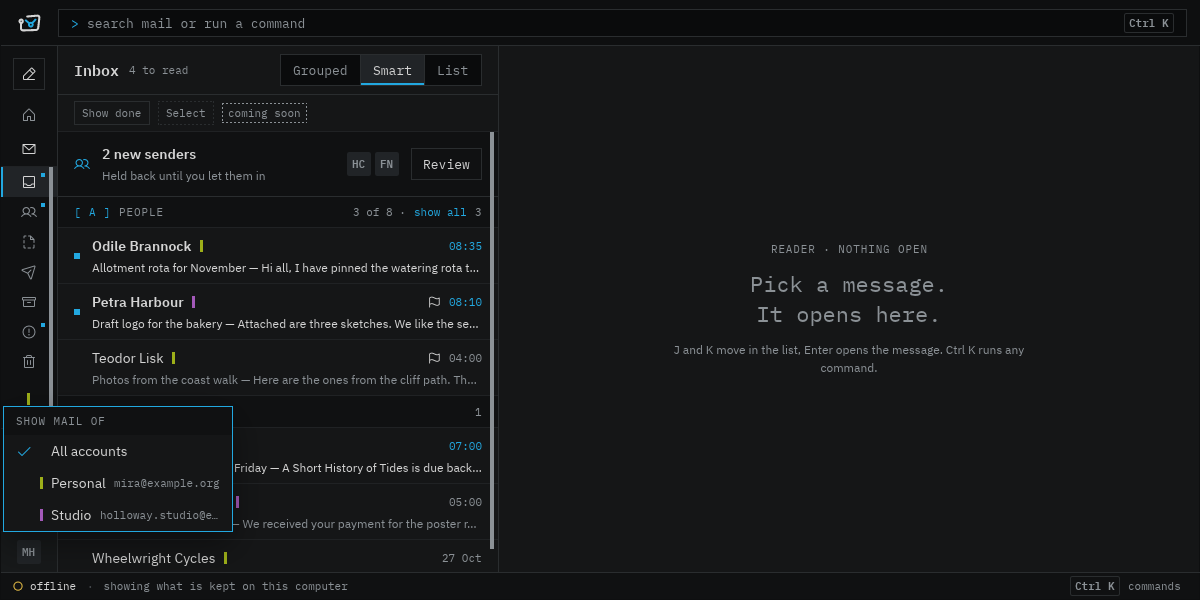 > search mail or run a command
Ctrl K
Inbox 4 to read
Grouped Smart List
Show done Select coming soon
2 new senders
Held back until you let them in
HC FN Review
[ A ] PEOPLE 3 of 8 · show all 3
Odile Brannock 08:35
Allotment rota for November — Hi all, I have pinned the watering rota t...
Petra Harbour 08:10
Draft logo for the bakery — Attached are three sketches. We like the se...
Teodor Lisk 04:00
Photos from the coast walk — Here are the ones from the cliff path. Th...
1
07:00
Friday — A Short History of Tides is due back...
05:00
— We received your payment for the poster r...
Wheelwright Cycles 27 Oct
SHOW MAIL OF
All accounts
Personal mira@example.org
Studio holloway.studio@e...
MH
READER · NOTHING OPEN
Pick a message.
It opens here.
J and K move in the list, Enter opens the message. Ctrl K runs any
command.
offline · showing what is kept on this computer
Ctrl K commands